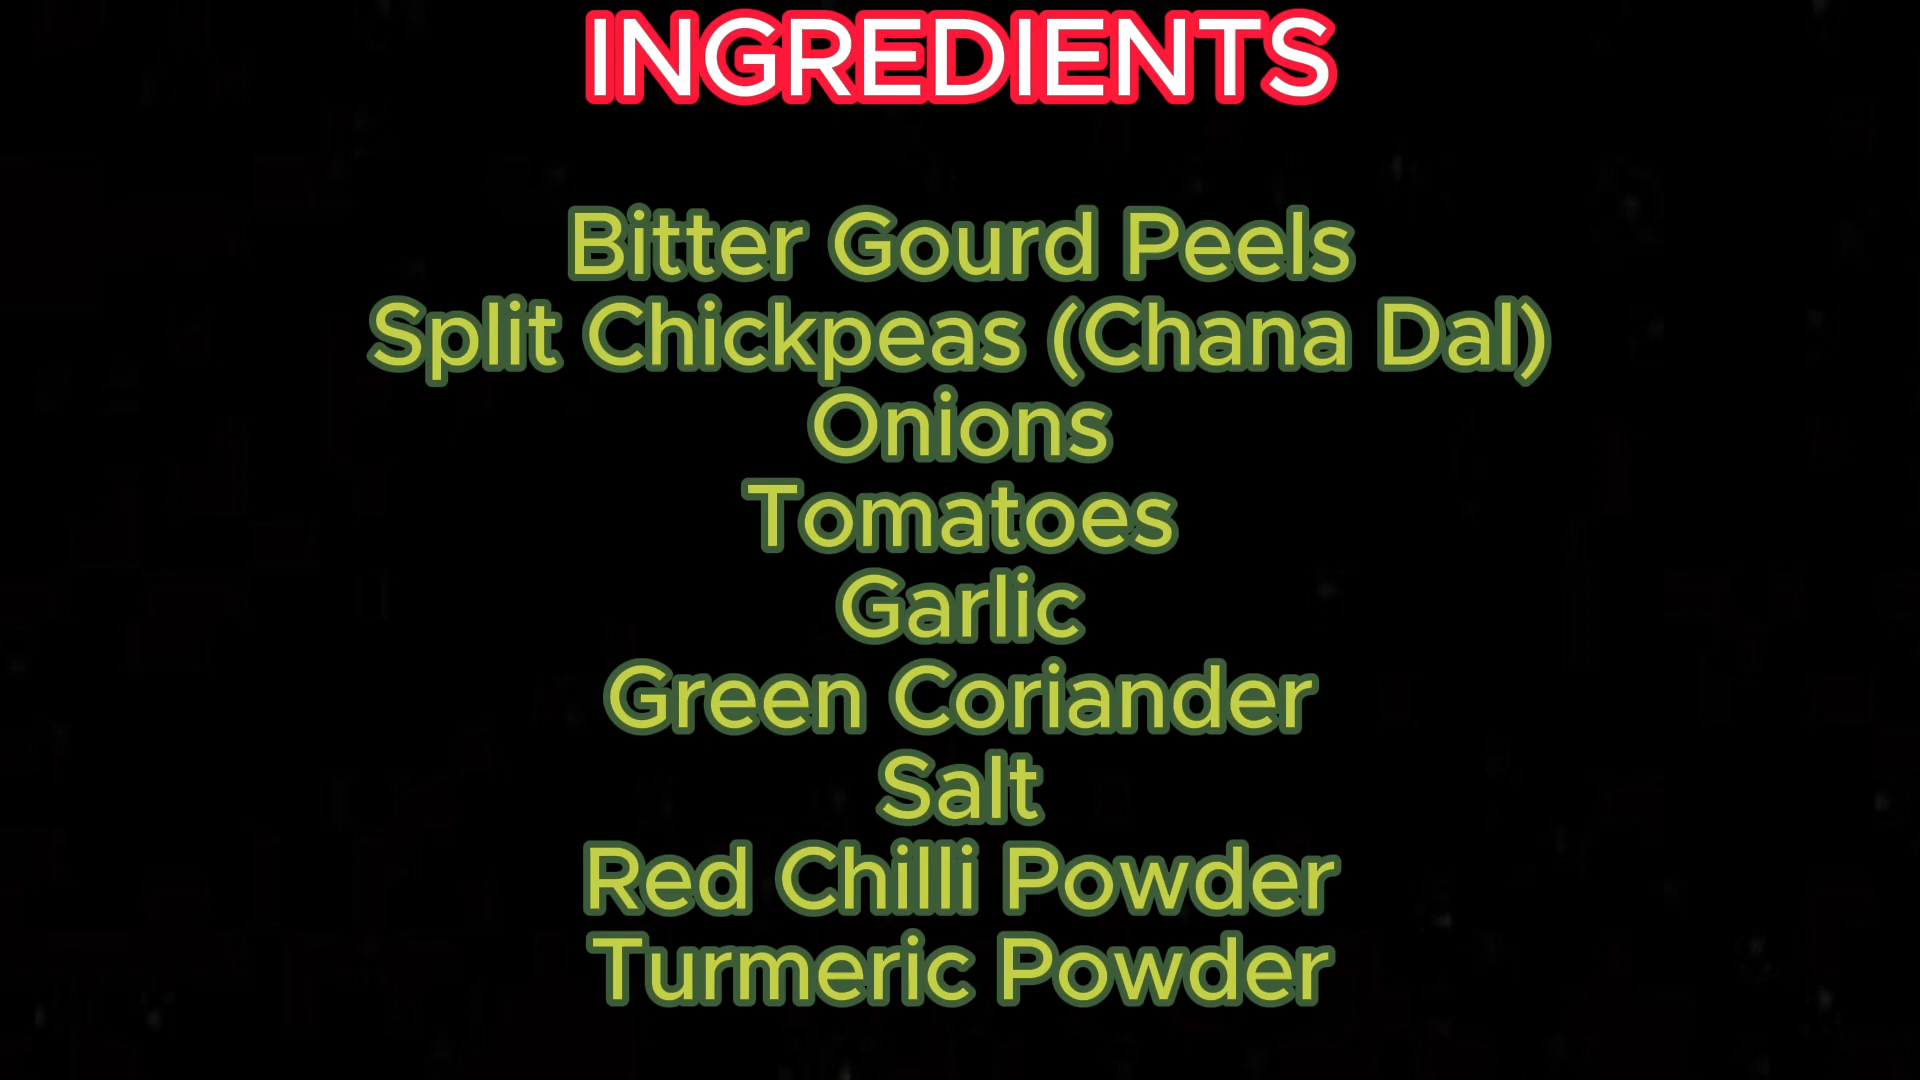 INGREDIENTS
Bitter Gourd Peels
Split Chickpeas (Chana Dal)
Onions
Tomatoes
Garlic
Green Coriander
Salt
Red Chilli Powder
Turmeric Powder